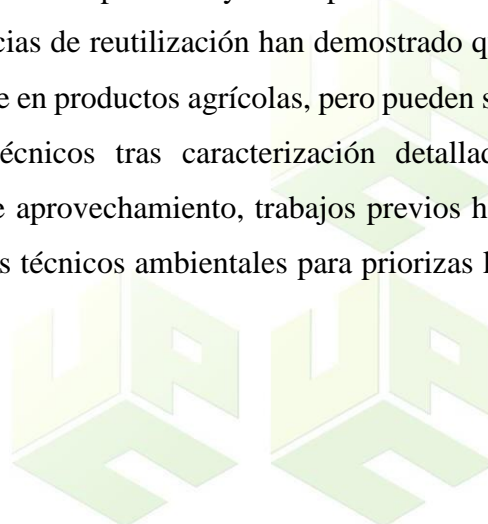 cias de reutilización han demostrado q
e en productos agrícolas, pero pueden s
écnicos tras caracterización detallad
e aprovechamiento, trabajos previos h
s técnicos ambientales para priorizas l